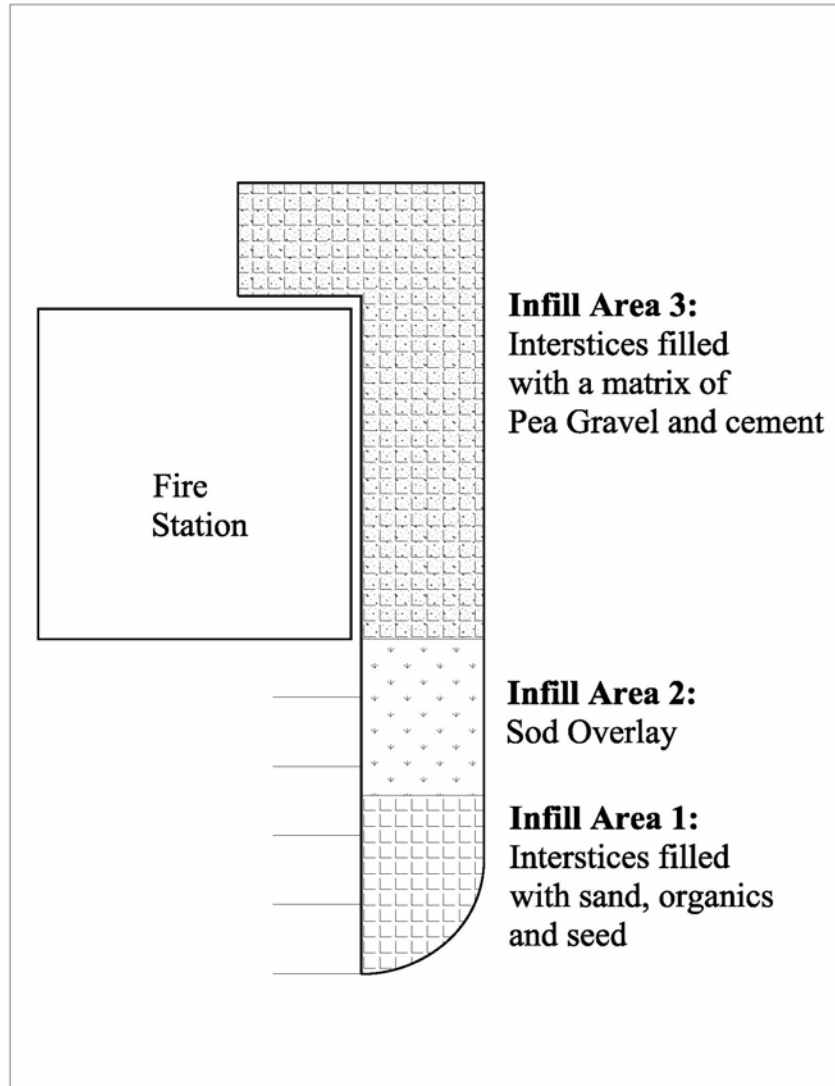 Infill Area 3:
Interstices filled
with a matrix of
Pea Gravel and cement
Fire
Station
Infill Area 2:
Sod Overlay
Infill Area 1:
Interstices filled
with sand, organics
and seed